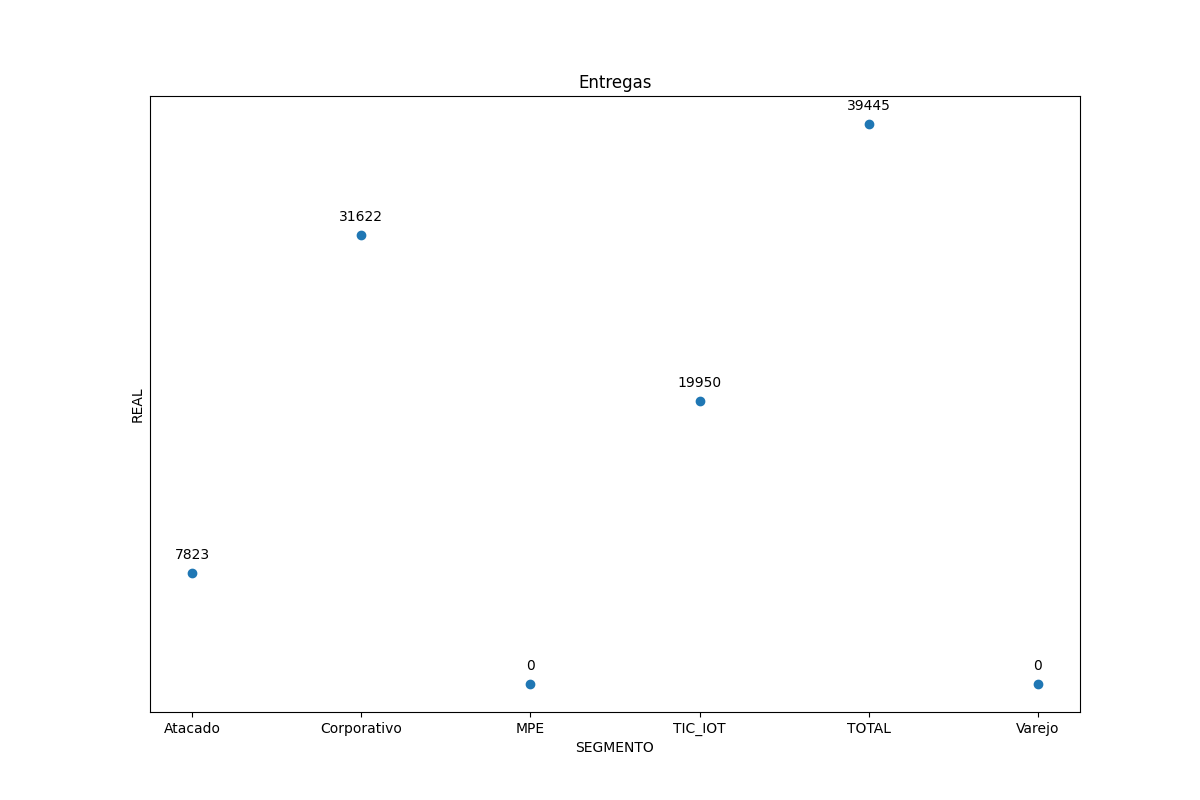 Entregas
39445
31622
19950
7823
0
0
REAL
Atacado Corporativo MPE TIC_IOT TOTAL Varejo
SEGMENTO